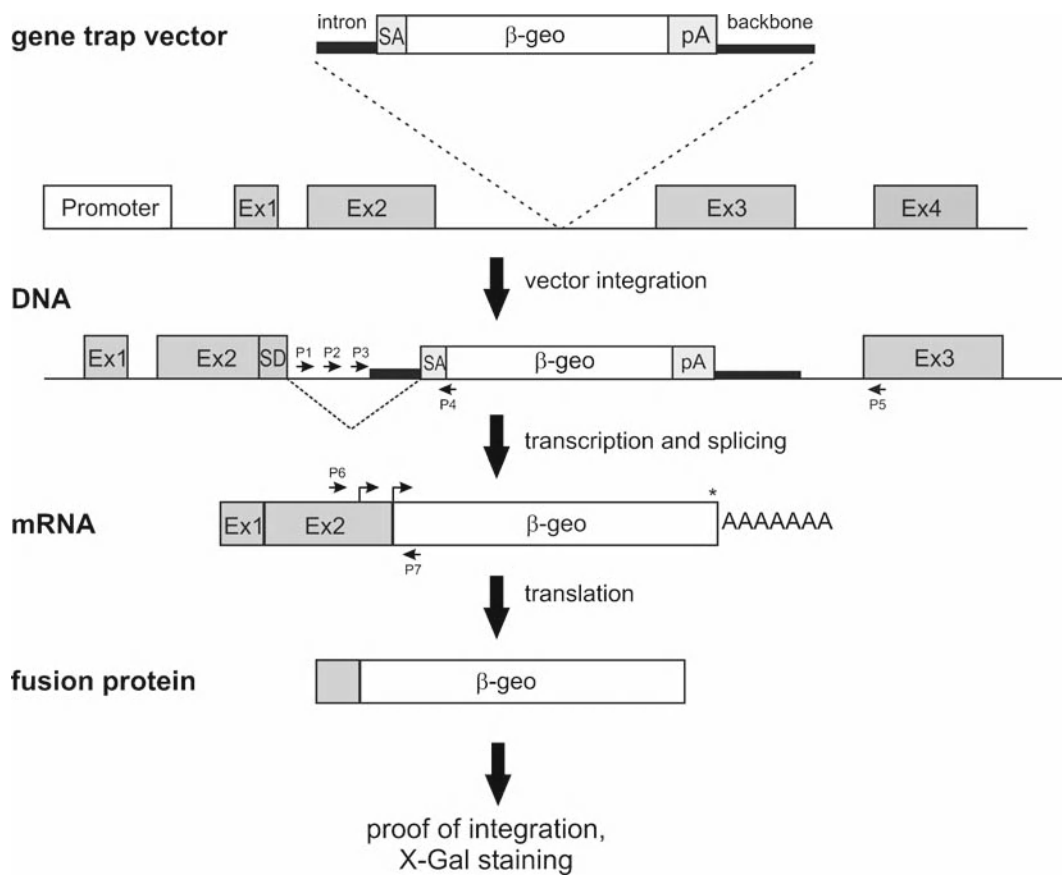 gene trap vector
intron
SA
β-geo
pA
backbone
Promoter
Ex1
Ex2
Ex3
Ex4
vector integration
DNA
Ex1
Ex2
SD
P1
P2
P3
SA
β-geo
pA
Ex3
P4
P5
transcription and splicing
mRNA
P6
*
Ex1
Ex2
β-geo
AAAAAAA
P7
translation
fusion protein
β-geo
proof of integration,
X-Gal staining